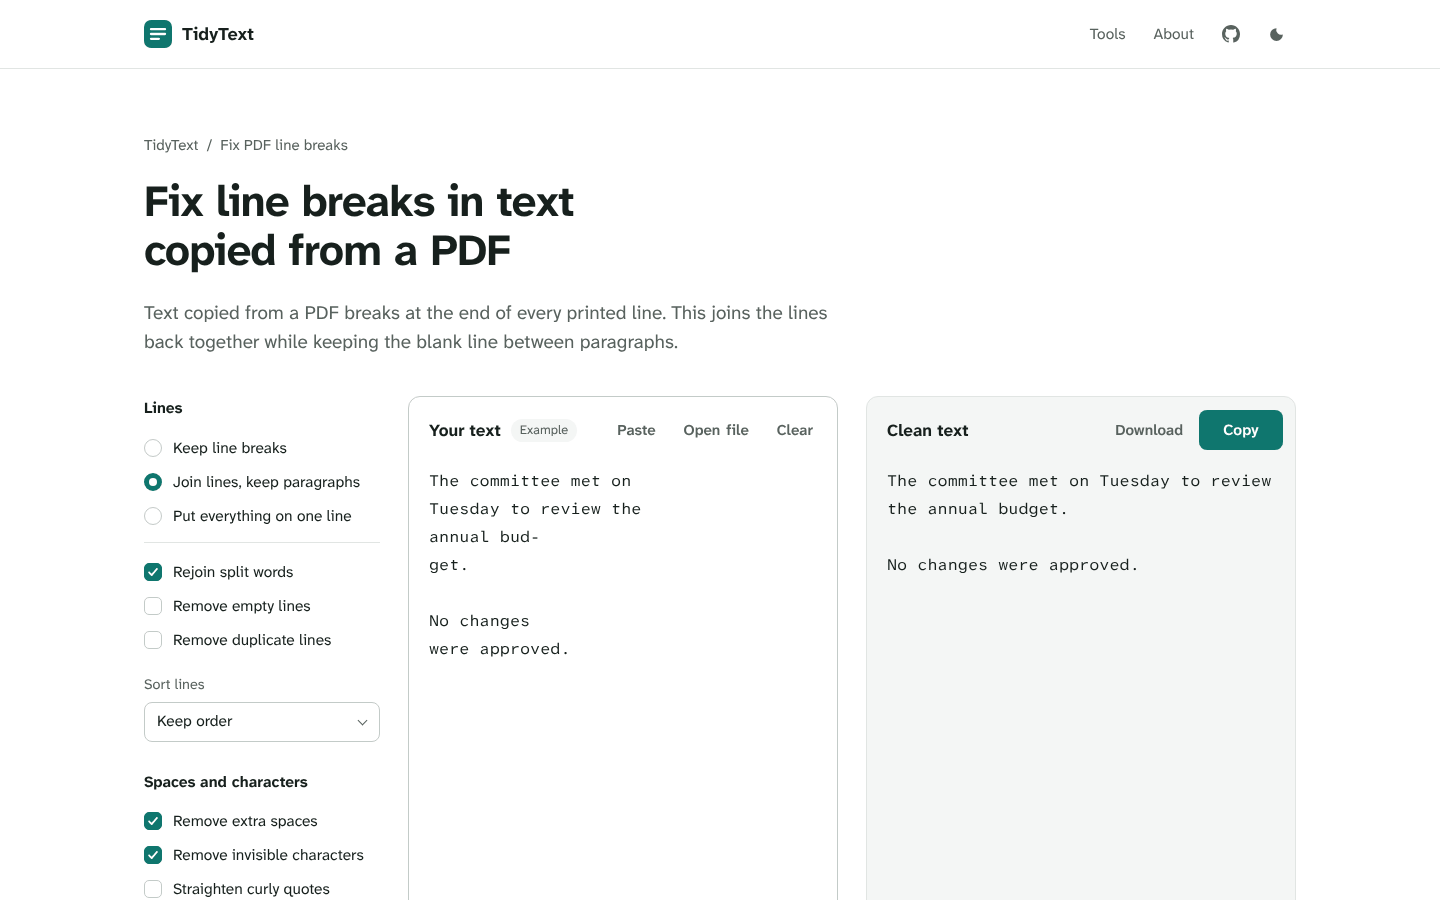 TidyText
Tools
About
TidyText / Fix PDF line breaks
Fix line breaks in text
copied from a PDF
Text copied from a PDF breaks at the end of every printed line. This joins the lines
back together while keeping the blank line between paragraphs.
Lines
Keep line breaks
Join lines, keep paragraphs
Put everything on one line
Rejoin split words
Remove empty lines
Remove duplicate lines
Sort lines
Keep order
Spaces and characters
Remove extra spaces
Remove invisible characters
Straighten curly quotes
Your text
Example
Paste
Open file
Clear
The committee met on
Tuesday to review the
annual bud-
get.
No changes
were approved.
Clean text
Download
Copy
The committee met on Tuesday to review
the annual budget.
No changes were approved.